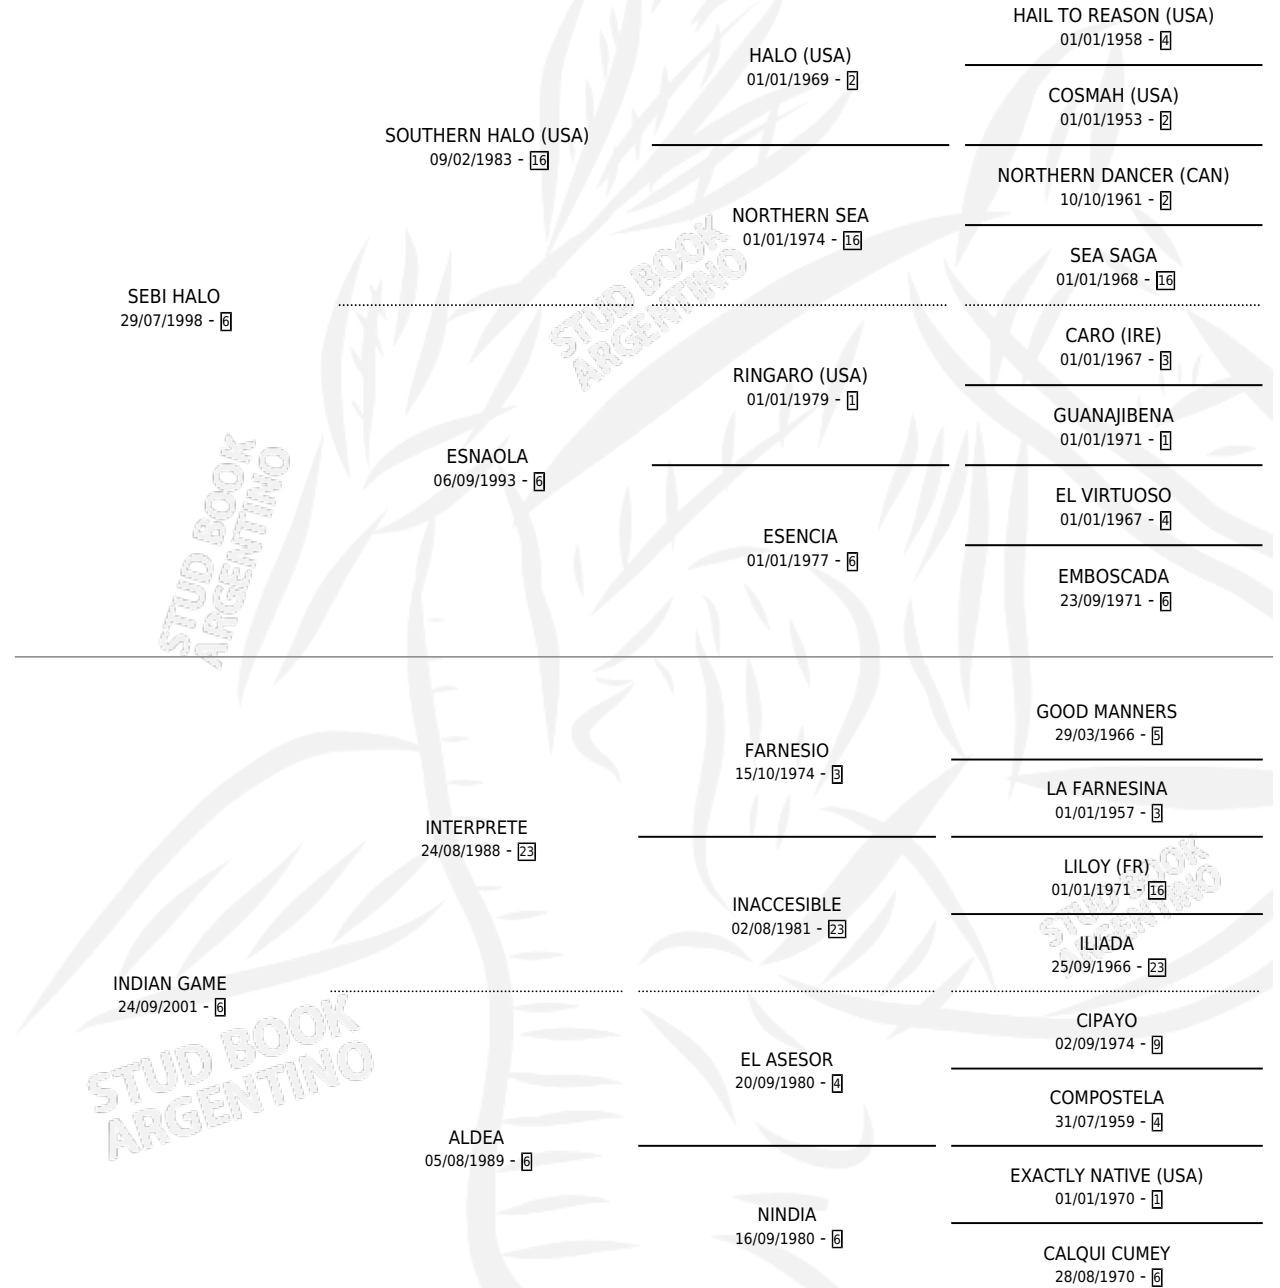 HAIL TO REASON (USA)
01/01/1958 - 4
HALO (USA)
01/01/1969 - 2
COSMAH (USA)
01/01/1953 - 2
SOUTHERN HALO (USA)
09/02/1983 - 16
NORTHERN DANCER (CAN)
10/10/1961 - 2
NORTHERN SEA
01/01/1974 - 16
SEA SAGA
01/01/1968 - 16
SEBI HALO
29/07/1998 - 6
CARO (IRE)
01/01/1967 - 3
RINGARO (USA)
01/01/1979 - 1
GUANAJIBENA
01/01/1971 - 1
ESNAOLA
06/09/1993 - 6
EL VIRTUOSO
01/01/1967 - 4
ESENCIA
01/01/1977 - 6
EMBOSCADA
23/09/1971 - 6
STUD BOOK
ARGENTINO
STUD BOOK
ARGENTINO
GOOD MANNERS
29/03/1966 - 5
FARNESIO
15/10/1974 - 3
LA FARNESINA
01/01/1957 - 3
INTERPRETE
24/08/1988 - 23
LILOY (FR)
01/01/1971 - 16
INACCESIBLE
02/08/1981 - 23
ILIADA
25/09/1966 - 23
STUD BOOK
ARGENTINO
INDIAN GAME
24/09/2001 - 6
CIPAYO
02/09/1974 - 9
EL ASESOR
20/09/1980 - 4
COMPOSTELA
31/07/1959 - 4
STUD BOOK
ARGENTINO
ALDEA
05/08/1989 - 6
EXACTLY NATIVE (USA)
01/01/1970 - 1
NINDIA
16/09/1980 - 6
CALQUI CUMEY
28/08/1970 - 6